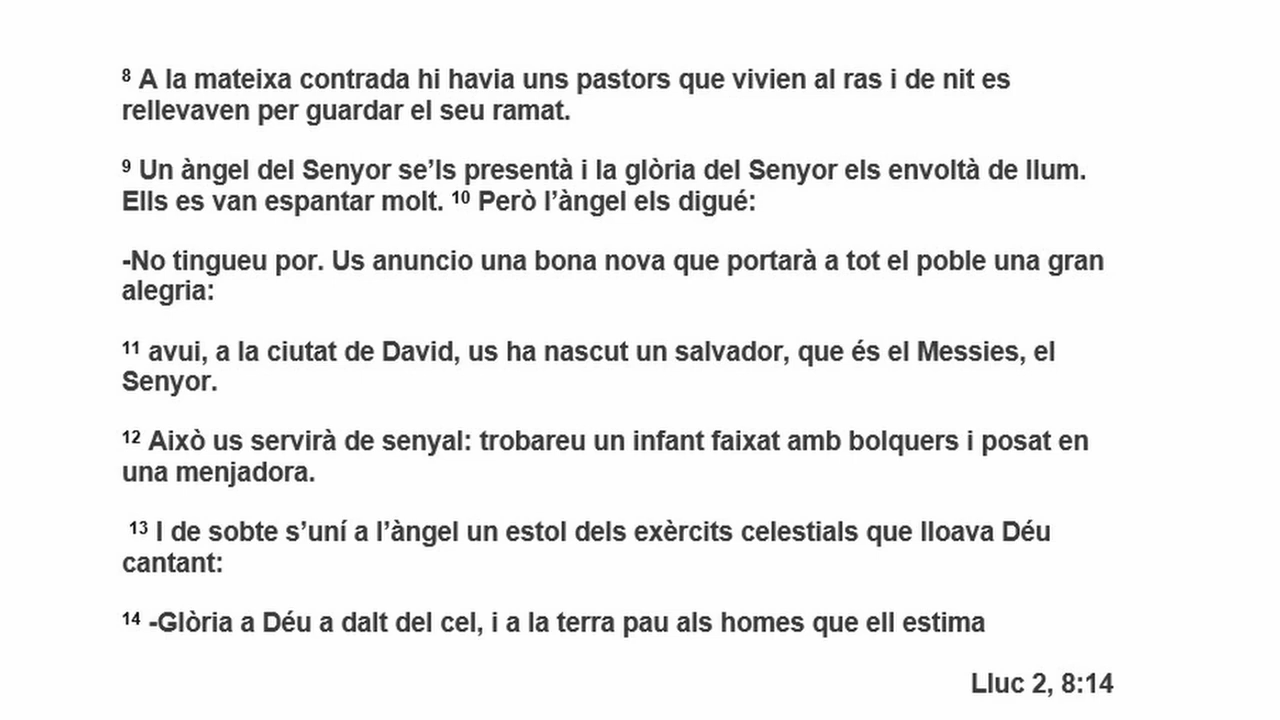 8 A la mateixa contrada hi havia uns pastors que vivien al ras i de nit es
rellevaven per guardar el seu ramat.
9 Un àngel del Senyor se’ls presentà i la glòria del Senyor els envoltà de llum.
Ells es van espantar molt. 10 Però l’àngel els digué:
-No tingueu por. Us anuncio una bona nova que portarà a tot el poble una gran
alegria:
11 avui, a la ciutat de David, us ha nascut un salvador, que és el Messies, el
Senyor.
12 Això us servirà de senyal: trobareu un infant faixat amb bolquers i posat en
una menjadora.
13 I de sobte s’uní a l’àngel un estol dels exèrcits celestials que lloava Déu
cantant:
14 -Glòria a Déu a dalt del cel, i a la terra pau als homes que ell estima
Lluc 2, 8:14